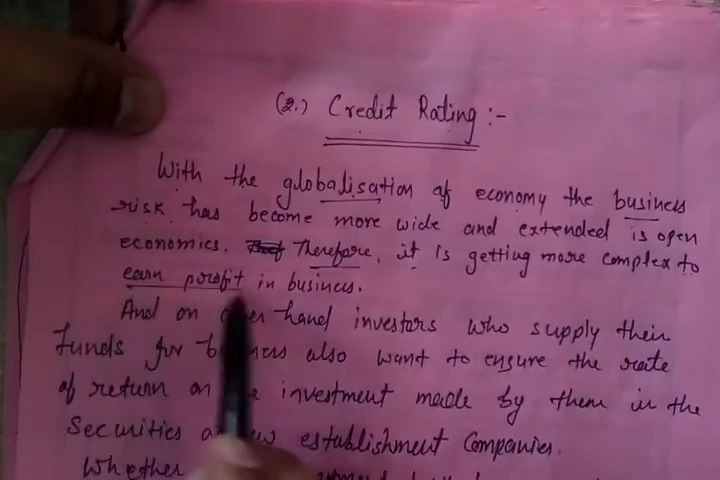 (2.) Credit Rating :-
With the globalisation of economy the business
risk has become more wide and extended is open
economics. Therefore, it is getting more complex to
earn profit in business.
And on hand investors who supply their
funds for also want to ensure the rate
of return on investment made by them in the
Securities establishment Companies.
Whether